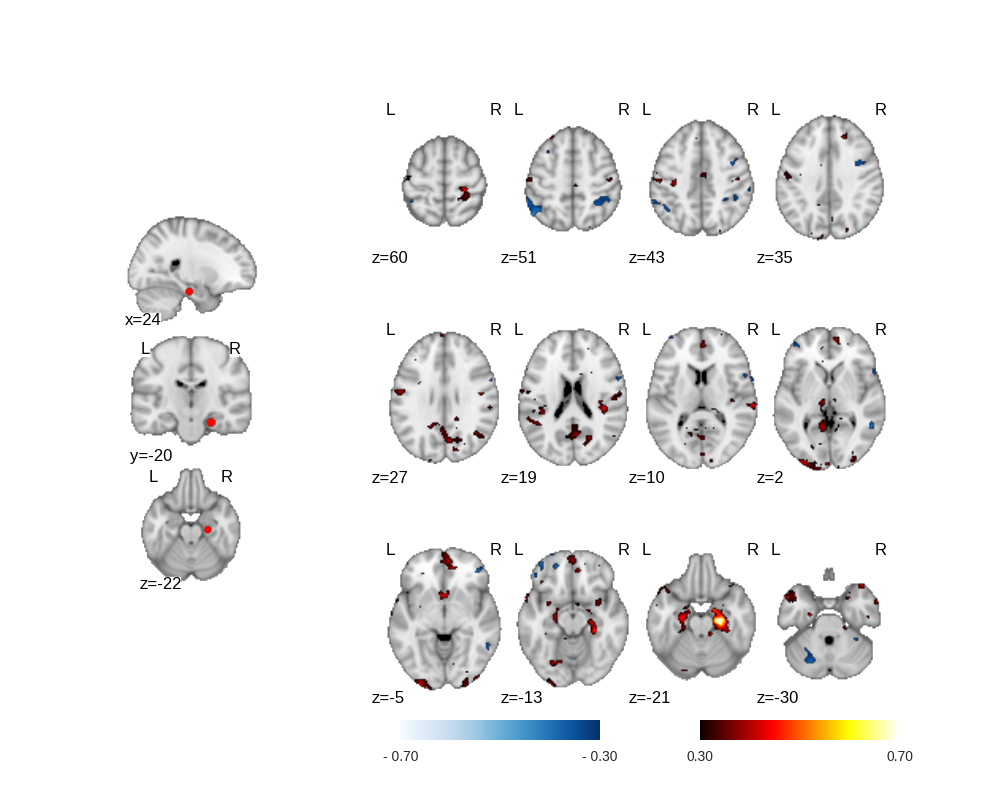 L R L R L R L R
z=60 z=51 z=43 z=35
x=24
L R
y=-20
L R
z=-22
L R L R L R L R
z=27 z=19 z=10 z=2
L R L R L R L R
z=-5 z=-13 z=-21 z=-30
- 0.70 - 0.30 0.30 0.70